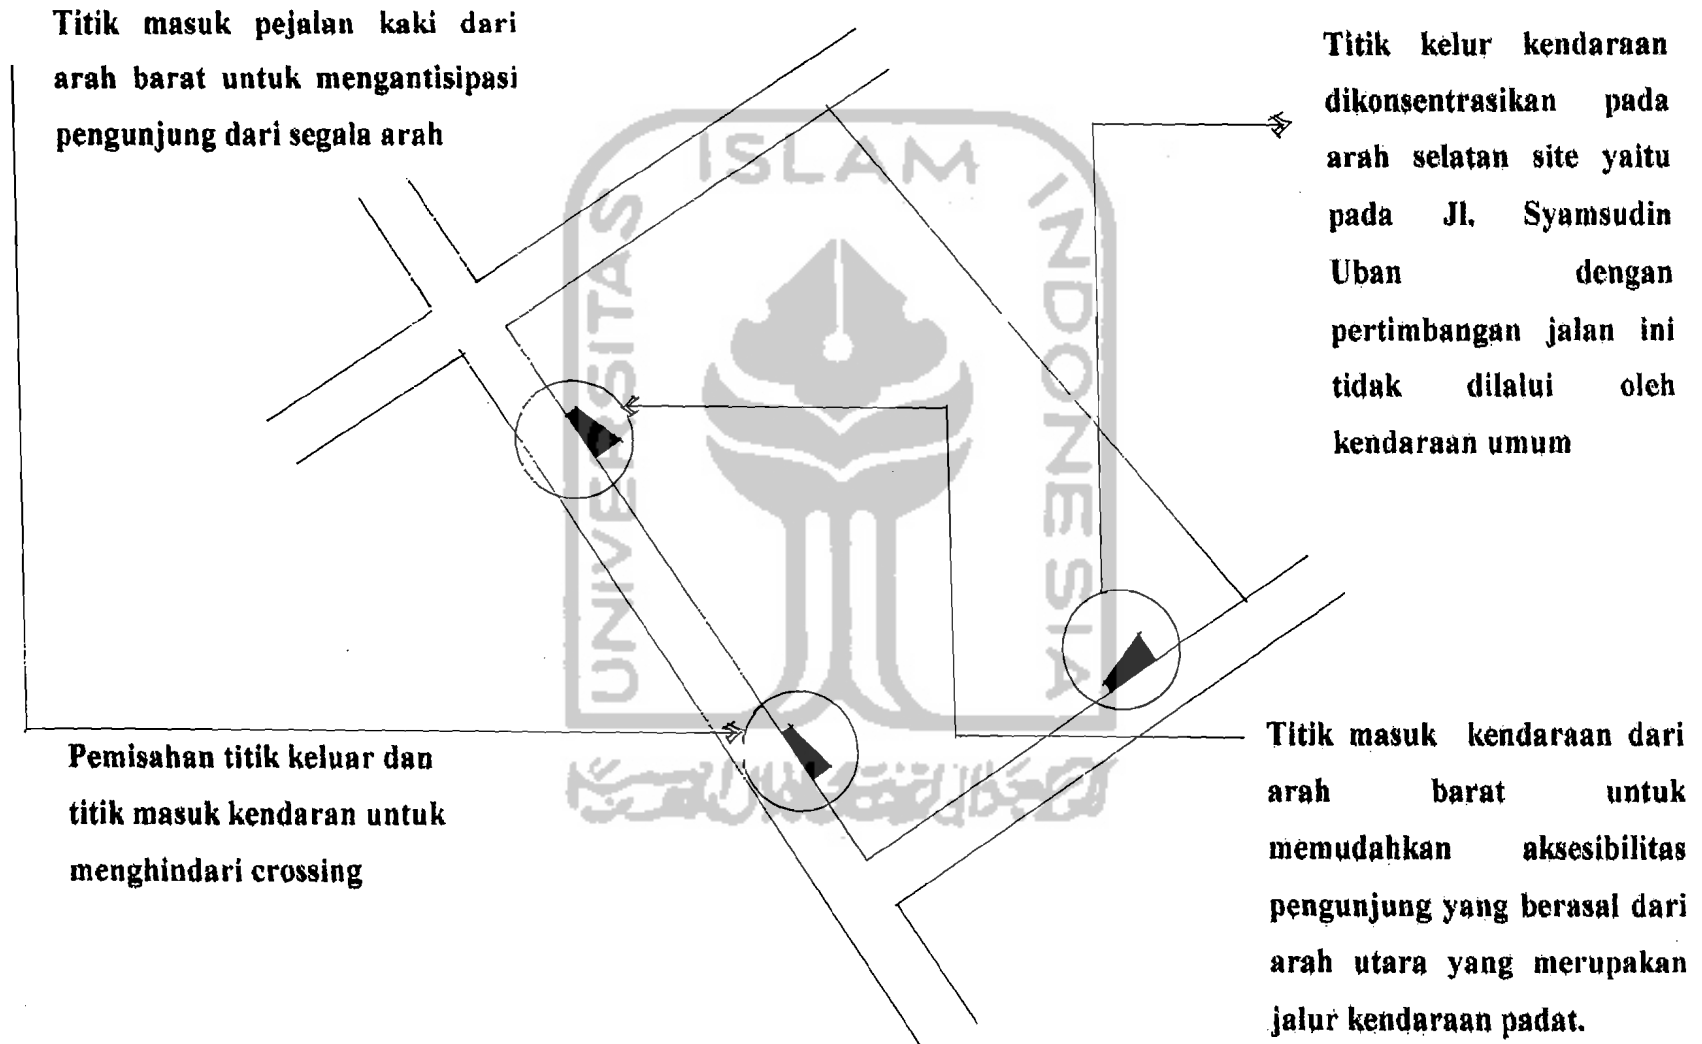 Titik masuk pejalan kaki dari
arah barat untuk mengantisipasi
pengunjung dari segala arah
Titik kelur kendaraan
dikonsentrasikan pada
arah selatan site yaitu
pada Jl. Syamsudin
Uban dengan
pertimbangan jalan ini
tidak dilalui oleh
kendaraan umum
UNIVERSITAS
ISLAM
INDONESIA
Pemisahan titik keluar dan
titik masuk kendaran untuk
menghindari crossing
Titik masuk kendaraan dari
arah barat untuk
memudahkan aksesibilitas
pengunjung yang berasal dari
arah utara yang merupakan
jalur kendaraan padat.